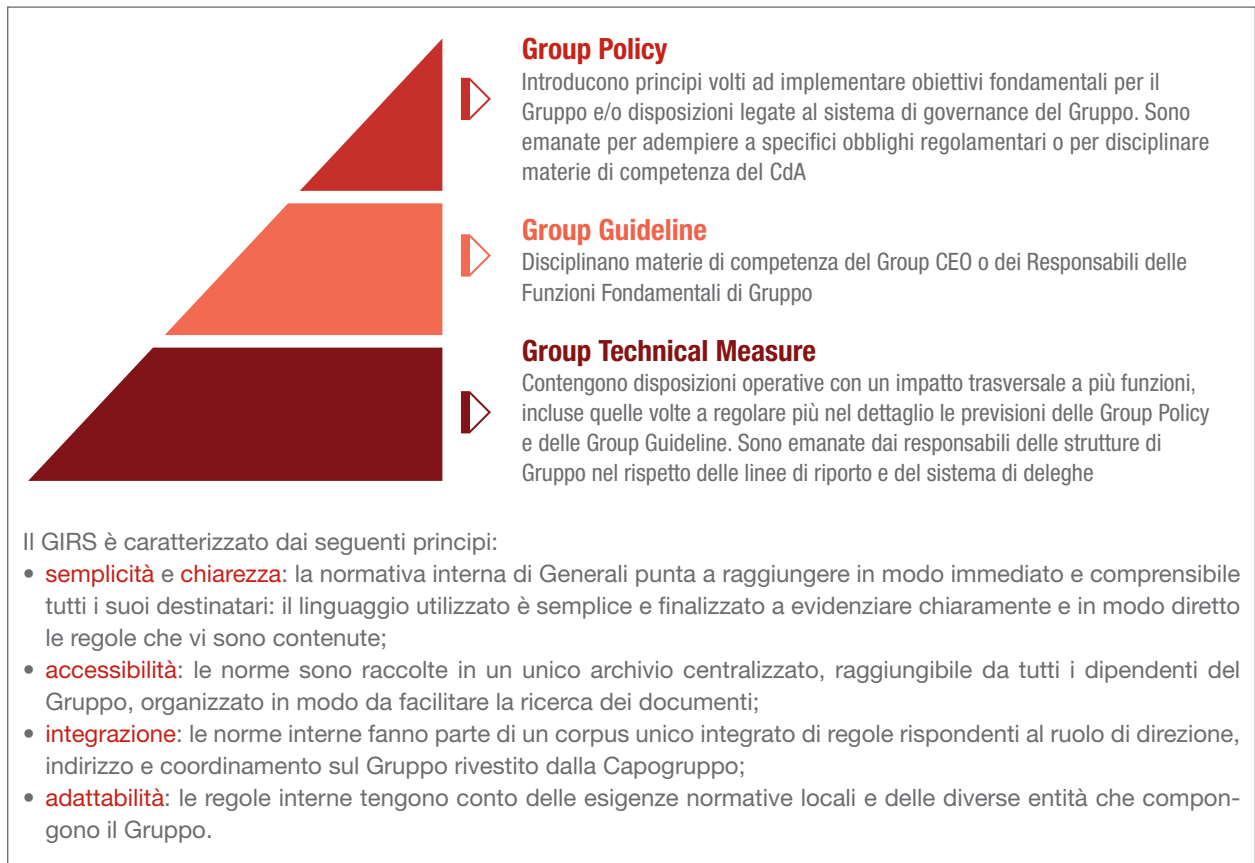 Group Policy
Introducono principi volti ad implementare obiettivi fondamentali per il
Gruppo e/o disposizioni legate al sistema di governance del Gruppo. Sono
emanate per adempiere a specifici obblighi regolamentari o per disciplinare
materie di competenza del CdA
Group Guideline
Disciplinano materie di competenza del Group CEO o dei Responsabili delle
Funzioni Fondamentali di Gruppo
Group Technical Measure
Contengono disposizioni operative con un impatto trasversale a più funzioni,
incluse quelle volte a regolare più nel dettaglio le previsioni delle Group Policy
e delle Group Guideline. Sono emanate dai responsabili delle strutture di
Gruppo nel rispetto delle linee di riporto e del sistema di deleghe
Il GIRS è caratterizzato dai seguenti principi:
• semplicità e chiarezza: la normativa interna di Generali punta a raggiungere in modo immediato e comprensibile
tutti i suoi destinatari: il linguaggio utilizzato è semplice e finalizzato a evidenziare chiaramente e in modo diretto
le regole che vi sono contenute;
• accessibilità: le norme sono raccolte in un unico archivio centralizzato, raggiungibile da tutti i dipendenti del
Gruppo, organizzato in modo da facilitare la ricerca dei documenti;
• integrazione: le norme interne fanno parte di un corpus unico integrato di regole rispondenti al ruolo di direzione,
indirizzo e coordinamento sul Gruppo rivestito dalla Capogruppo;
• adattabilità: le regole interne tengono conto delle esigenze normative locali e delle diverse entità che compon-
gono il Gruppo.